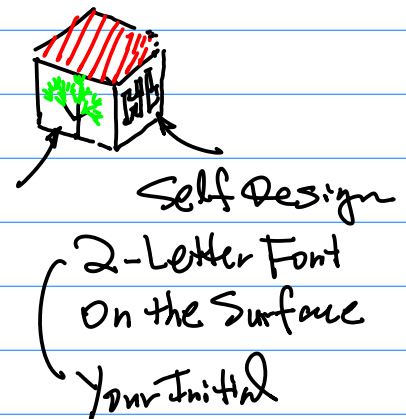 Self Design
2-Letter Font
On the Surface
Your Initial